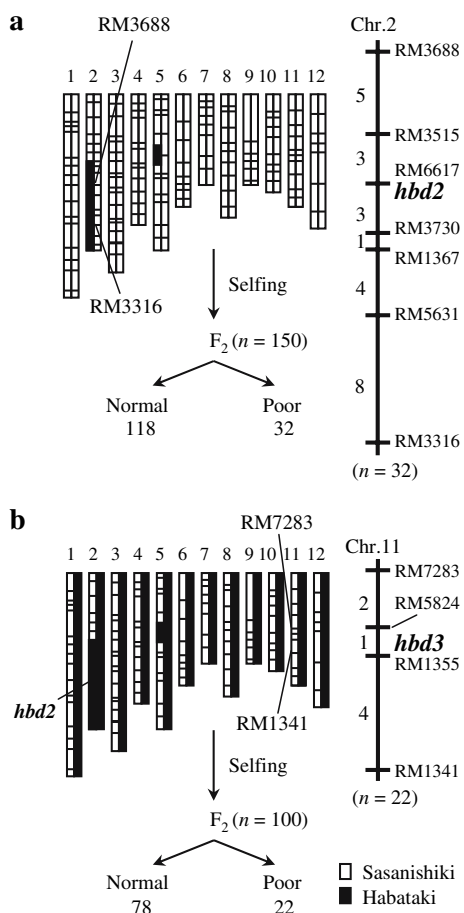 a
RM3688
1 2 3 4 5 6 7 8 9 10 11 12
RM3316
Selfing
F2 (n = 150)
Normal
118
Poor
32
Chr.2
RM3688
5
RM3515
3
RM6617
hbd2
3
RM3730
1
RM1367
4
RM5631
8
RM3316
(n = 32)
b
RM7283
1 2 3 4 5 6 7 8 9 10 11 12
hbd2
RM1341
Selfing
F2 (n = 100)
Normal
78
Poor
22
Chr.11
RM7283
2
RM5824
1
hbd3
RM1355
4
RM1341
(n = 22)
Sasanishiki
Habataki